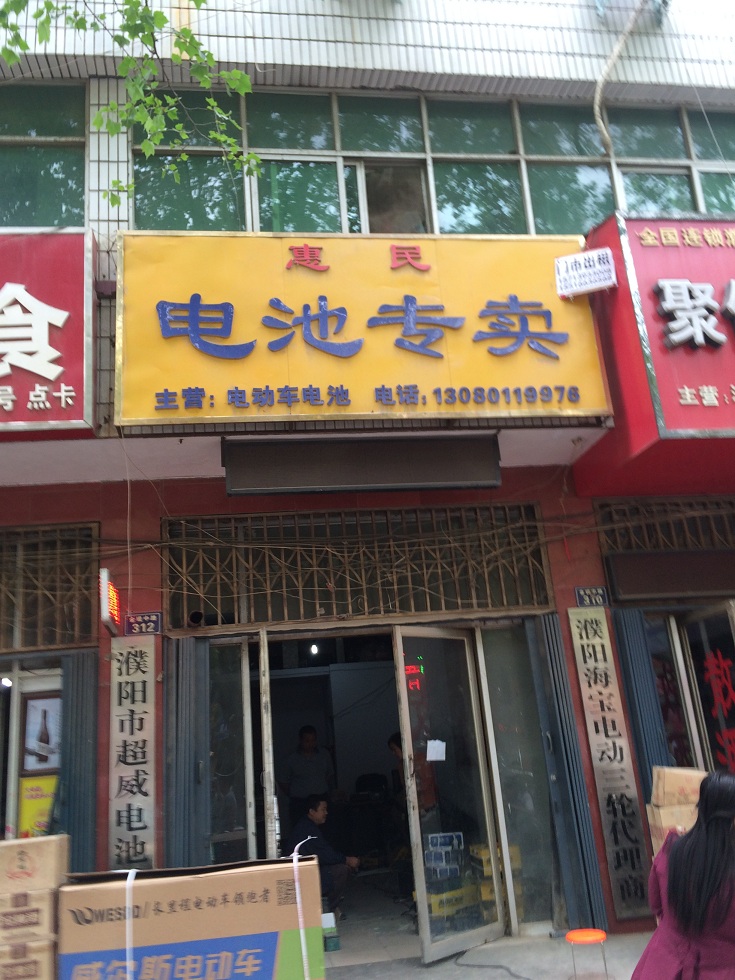 惠民
电池专卖
主营：电动车电池 电话：13080119976
食
号 点卡
门市出租
全国连锁
聚
主营：
312
310
濮阳市超威电池
濮阳海宝电动三轮代理商
威尔斯电动车